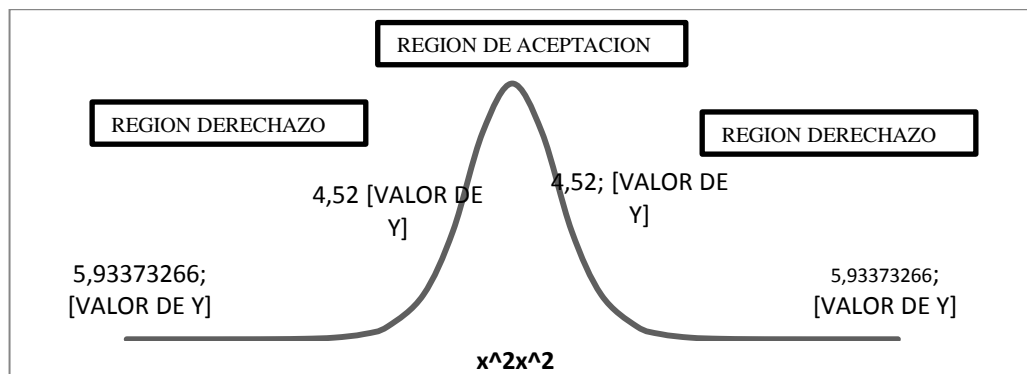 REGION DE ACEPTACION
REGION DERECHAZO
REGION DERECHAZO
4,52 [VALOR DE
Y]
4,52; [VALOR DE
Y]
5,93373266;
[VALOR DE Y]
5,93373266;
[VALOR DE Y]
x^2x^2